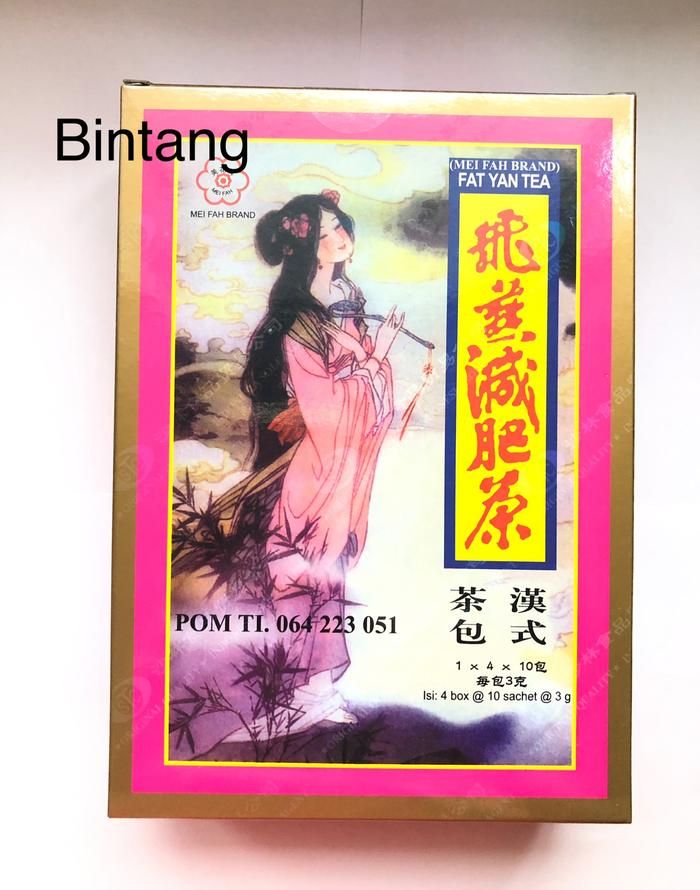 Bintang
MEI FAH
MEI FAH BRAND
(MEI FAH BRAND)
FAT YAN TEA
飛燕減肥茶
漢式
茶包
POM TI. 064 223 051
1 × 4 × 10包
每包3克
Isi: 4 box @ 10 sachet @ 3 g